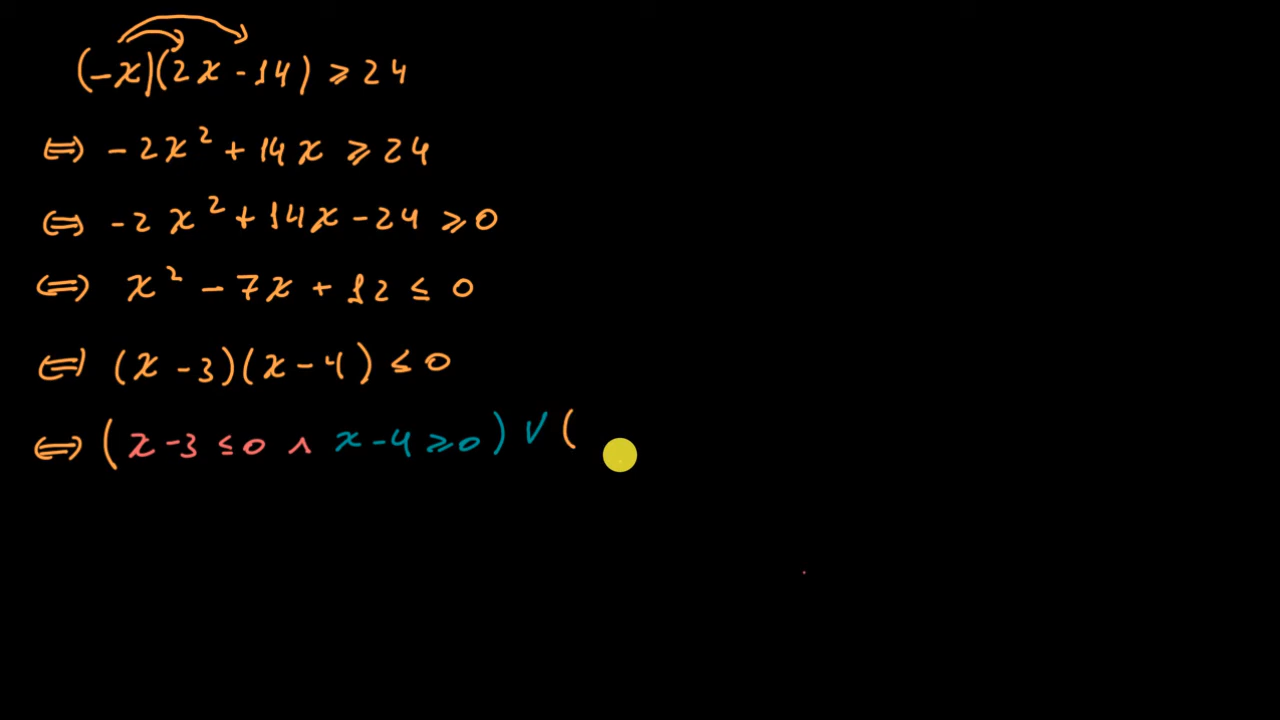 (-x)(2x-14) ⩾ 24
⟺ -2x² + 14x ⩾ 24
⟺ -2x² + 14x - 24 ⩾ 0
⟺ x² - 7x + 12 ≤ 0
⟺ (x-3)(x-4) ≤ 0
⟺ (x-3 ≤ 0 ∧ x-4 ⩾ 0) ∨ (